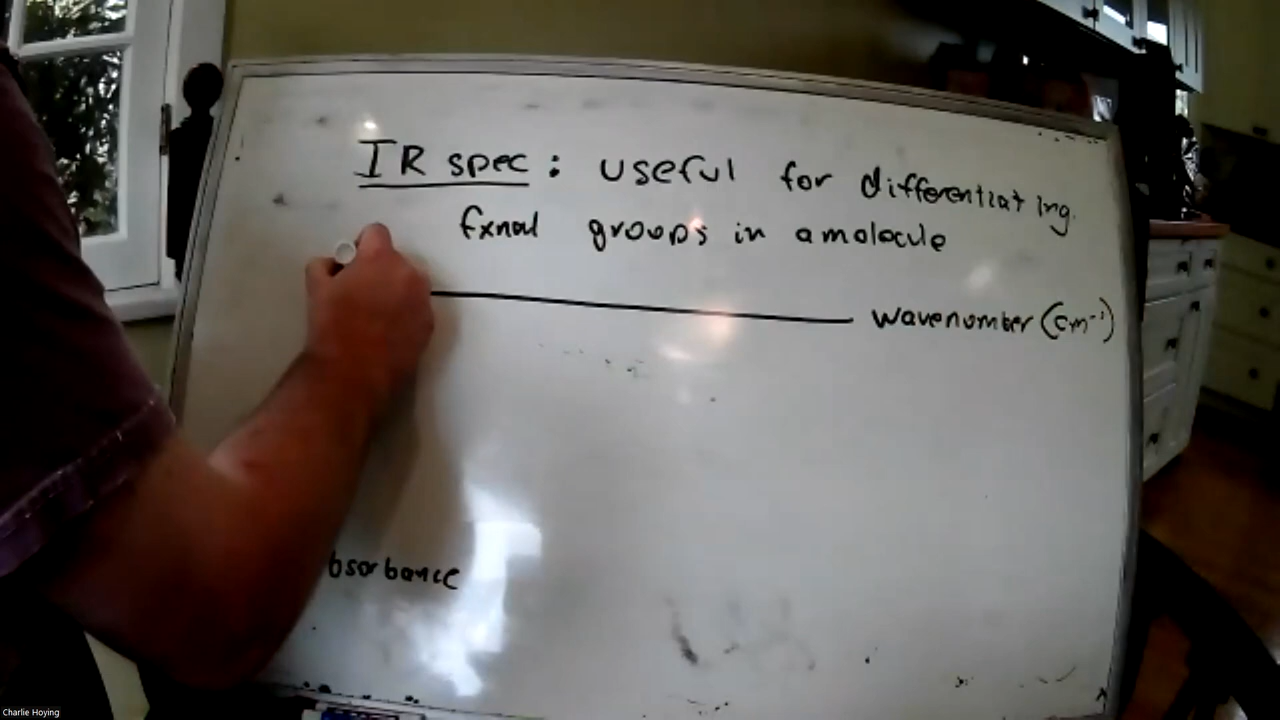 IR spec: useful for differentiating
fxnal groups in a molecule
wavenumber (cm⁻¹)
bsorbance
Charlie Hoying